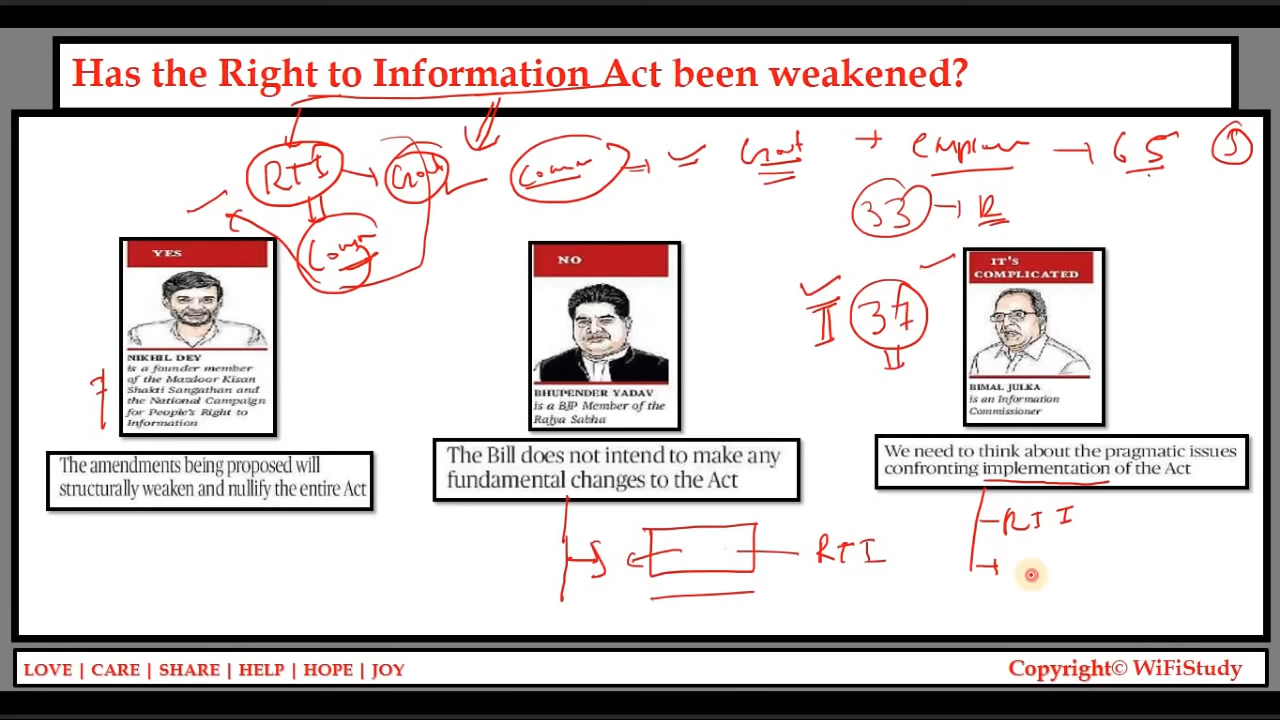 Has the Right to Information Act been weakened?
RTI
Comm
65
5
33
37
II
YES
NIKHIL DEY
is a founder member
of the Mazdoor Kisan
Shakti Sangathan and
the National Campaign
for People's Right to
Information
The amendments being proposed will
structurally weaken and nullify the entire Act
NO
BHUPENDER YADAV
is a BJP Member of the
Rajya Sabha
The Bill does not intend to make any
fundamental changes to the Act
RTI
IT'S
COMPLICATED
BIMAL JULKA
is an Information
Commissioner
We need to think about the pragmatic issues
confronting implementation of the Act
RTI
LOVE | CARE | SHARE | HELP | HOPE | JOY
Copyright© WiFiStudy